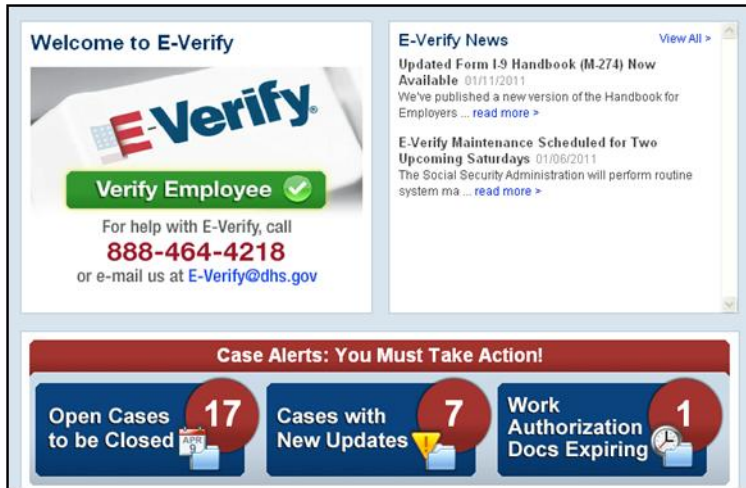 Welcome to E-Verify
E-Verify®
Verify Employee
For help with E-Verify, call
888-464-4218
or e-mail us at E-Verify@dhs.gov
E-Verify News
View All >
Updated Form I-9 Handbook (M-274) Now
Available 01/11/2011
We've published a new version of the Handbook for
Employers ... read more >
E-Verify Maintenance Scheduled for Two
Upcoming Saturdays 01/06/2011
The Social Security Administration will perform routine
system ma ... read more >
Case Alerts: You Must Take Action!
Open Cases
to be Closed
17
APR
9
Cases with
New Updates
7
Work
Authorization
Docs Expiring
1